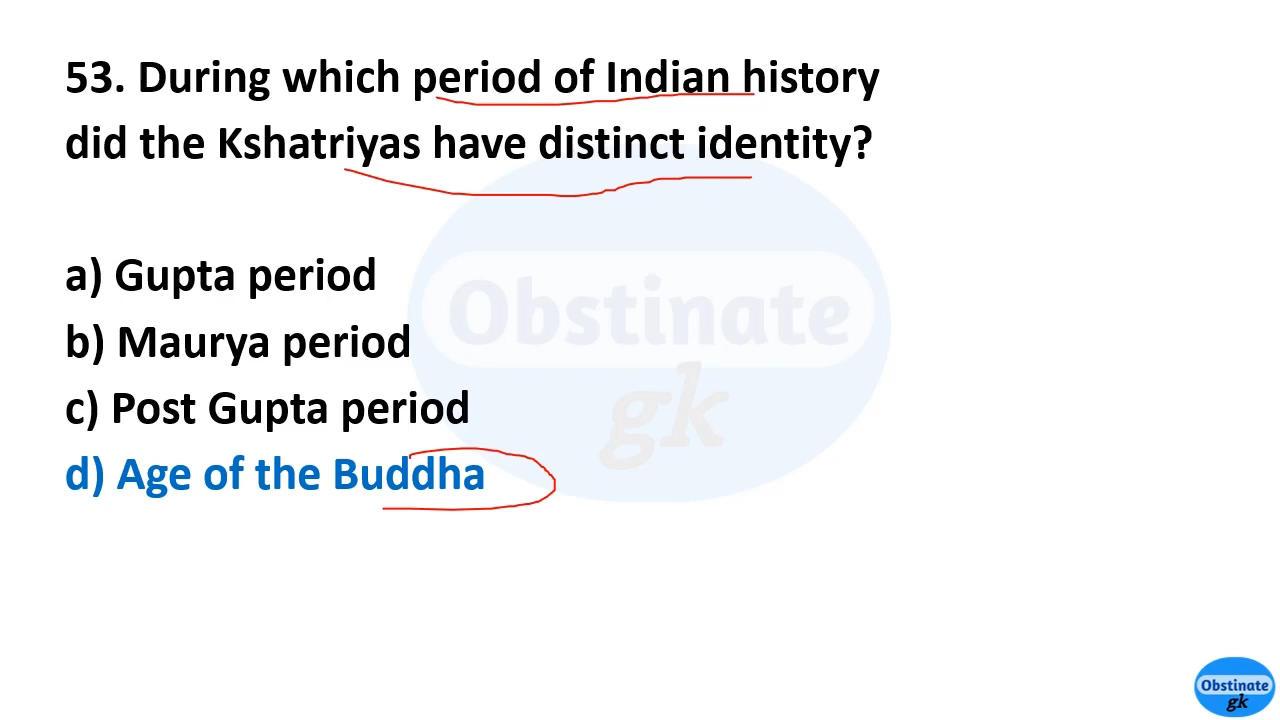 53. During which period of Indian history
did the Kshatriyas have distinct identity?
a) Gupta period
b) Maurya period
c) Post Gupta period
d) Age of the Buddha
Obstinate
gk
Obstinate
gk